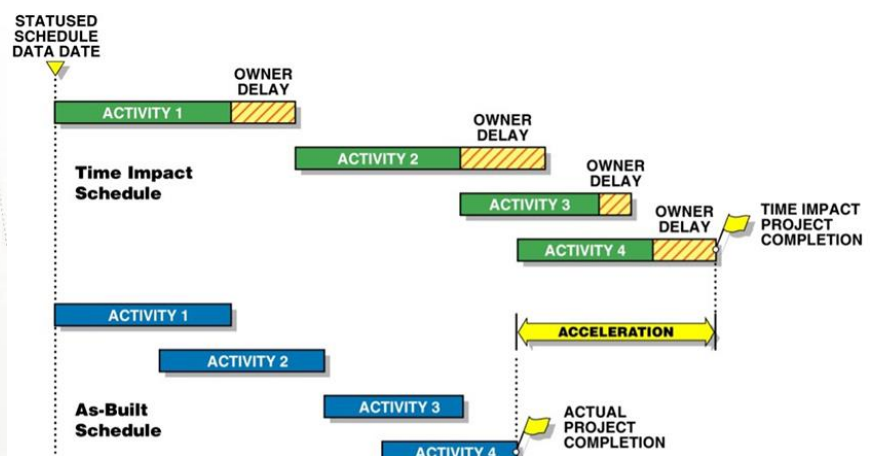 STATUSED
SCHEDULE
DATA DATE
OWNER
DELAY
ACTIVITY 1
OWNER
DELAY
ACTIVITY 2
Time Impact
Schedule
OWNER
DELAY
ACTIVITY 3
OWNER
DELAY
TIME IMPACT
PROJECT
COMPLETION
ACTIVITY 4
ACTIVITY 1
ACCELERATION
ACTIVITY 2
As-Built
Schedule
ACTIVITY 3
ACTUAL
PROJECT
COMPLETION
ACTIVITY 4